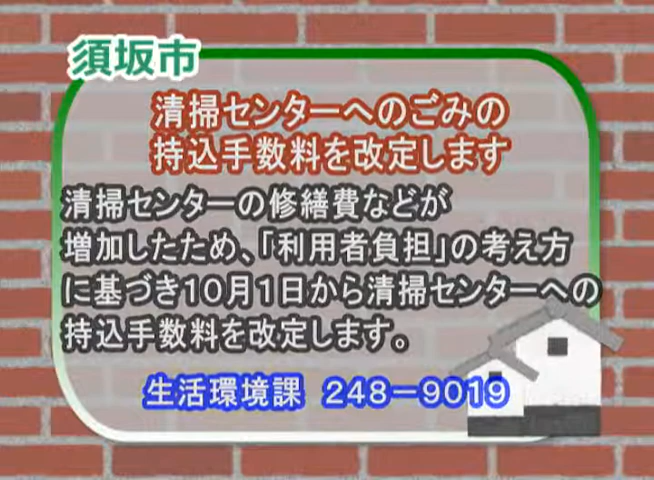 須坂市
清掃センターへのごみの
持込手数料を改定します
清掃センターの修繕費などが
増加したため、「利用者負担」の考え方
に基づき10月1日から清掃センターへの
持込手数料を改定します。
生活環境課 248−9019